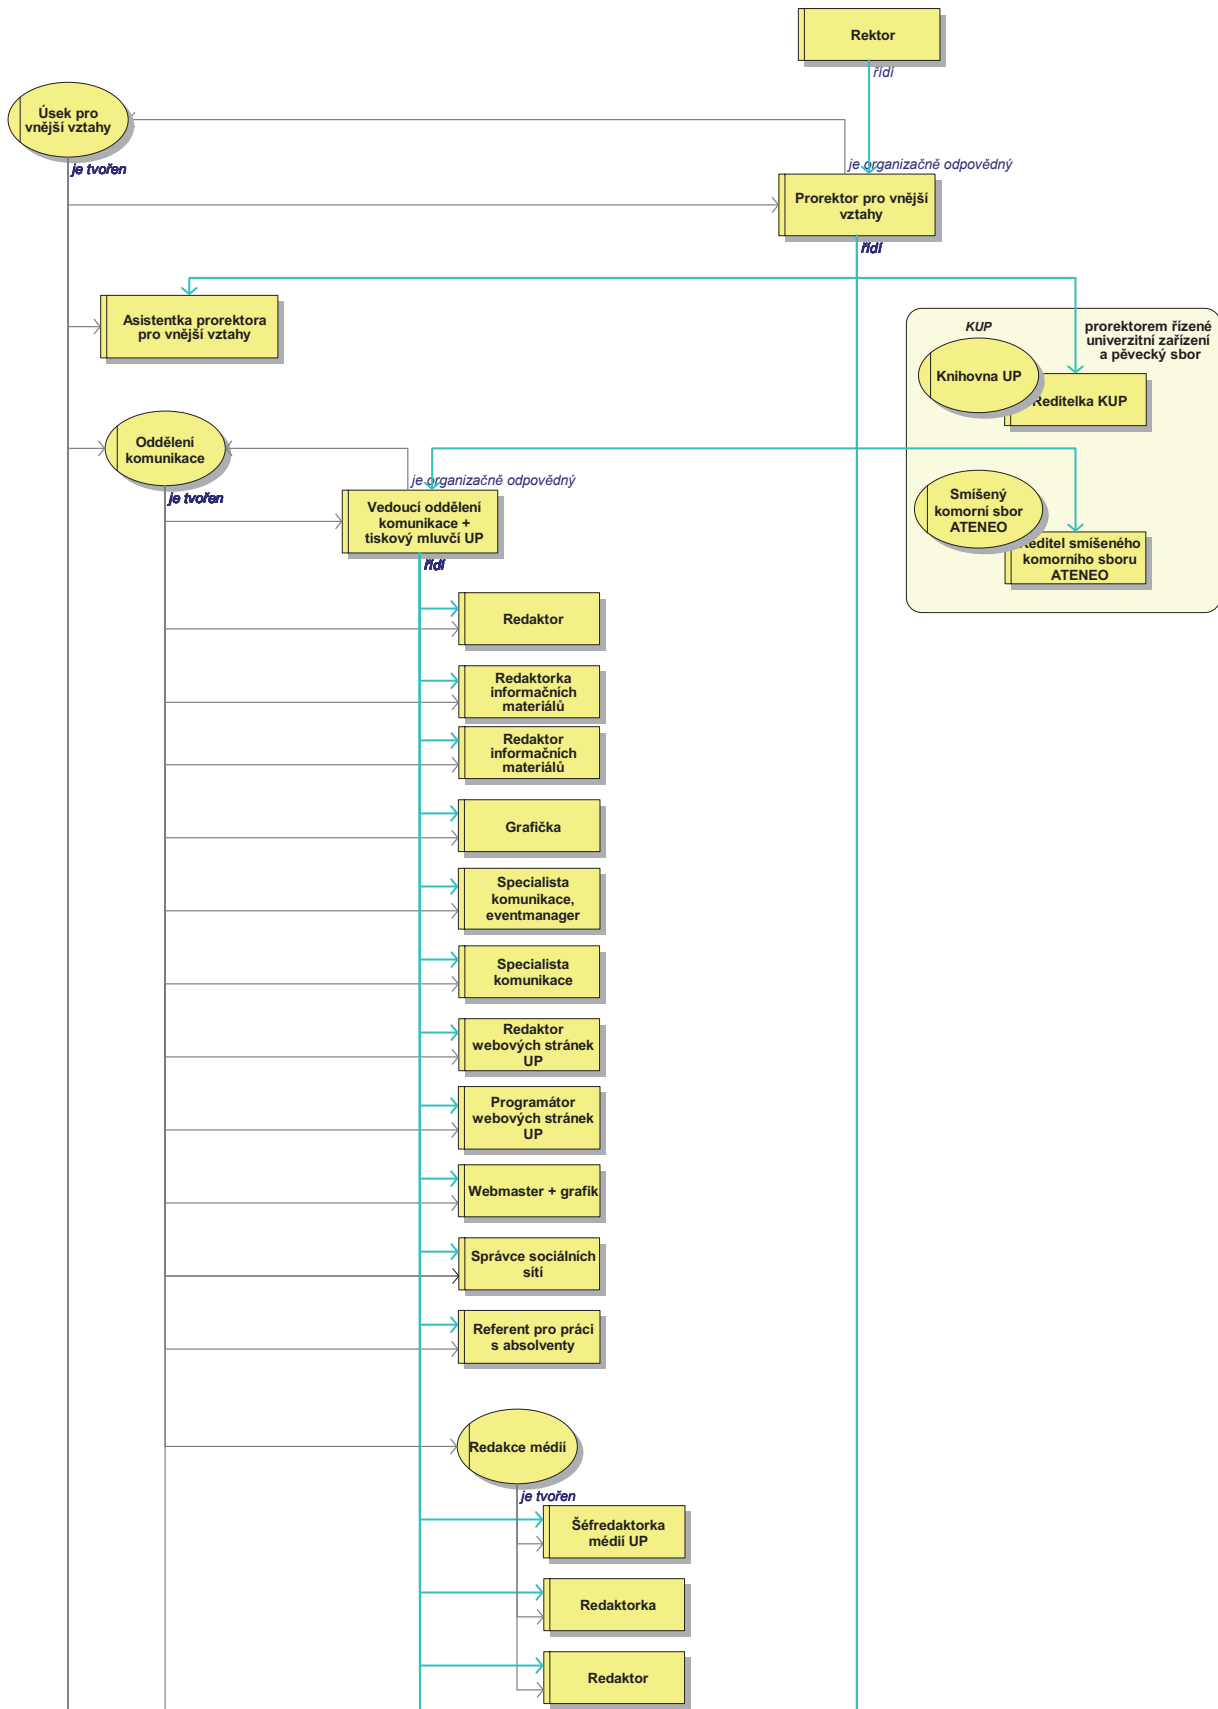 Rektor
řídí
Úsek pro
vnější vztahy
je tvořen
je organizačně odpovědný
Prorektor pro vnější
vztahy
řídí
Asistentka prorektora
pro vnější vztahy
KUP
prorektorem řízené
univerzitní zařízení
a pěvecký sbor
Knihovna UP
Ředitelka KUP
Oddělení
komunikace
je tvořen
je organizačně odpovědný
Vedoucí oddělení
komunikace +
tiskový mluvčí UP
řídí
Smíšený
komorní sbor
ATENEO
Ředitel smíšeného
komorního sboru
ATENEO
Redaktor
Redaktorka
informačních
materiálů
Redaktor
informačních
materiálů
Grafička
Specialista
komunikace,
eventmanager
Specialista
komunikace
Redaktor
webových stránek
UP
Programátor
webových stránek
UP
Webmaster + grafik
Správce sociálních
sítí
Referent pro práci
s absolventy
Redakce médií
je tvořen
Šéfredaktorka
médií UP
Redaktorka
Redaktor